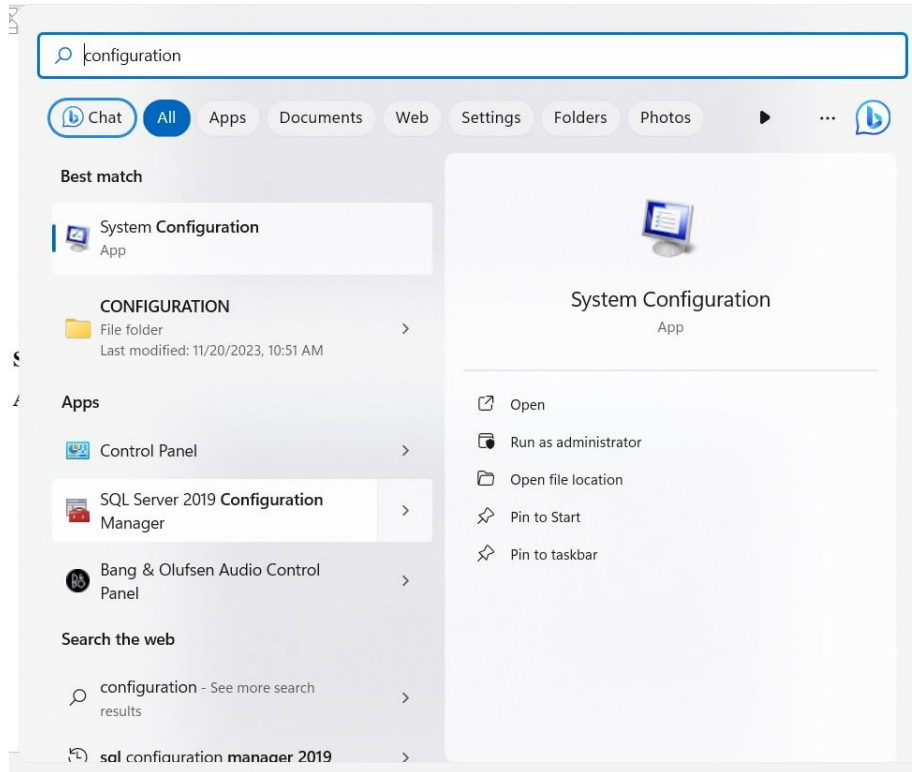 configuration
Chat All Apps Documents Web Settings Folders Photos
Best match
System Configuration
App
CONFIGURATION
File folder
Last modified: 11/20/2023, 10:51 AM
Apps
Control Panel
SQL Server 2019 Configuration
Manager
Bang & Olufsen Audio Control
Panel
Search the web
configuration - See more search
results
sql configuration manager 2019
System Configuration
App
Open
Run as administrator
Open file location
Pin to Start
Pin to taskbar